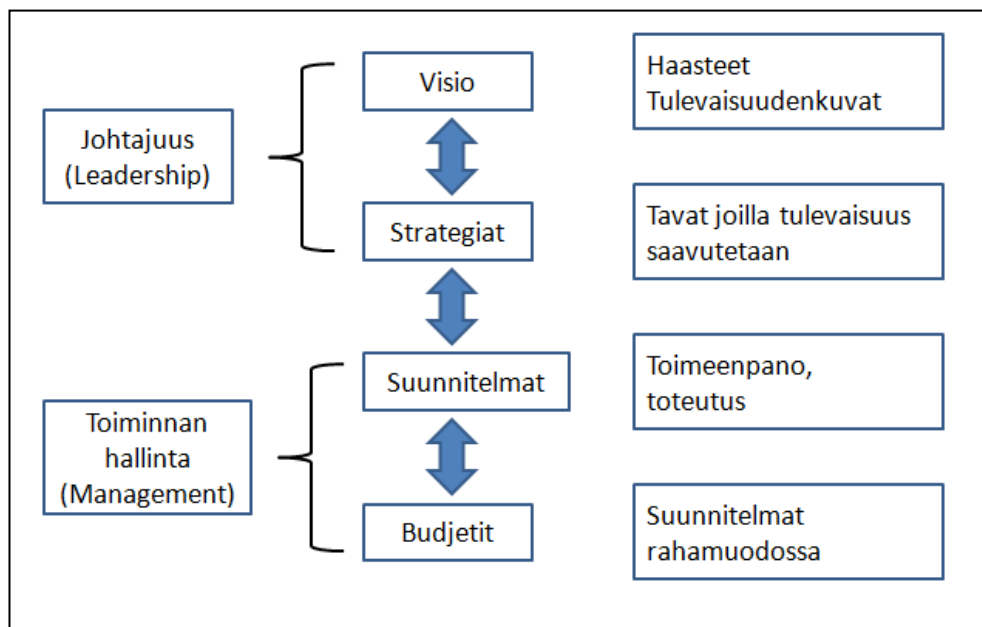 Visio
Haasteet
Tulevaisuudenkuvat
Johtajuus
(Leadership)
Strategiat
Tavat joilla tulevaisuus
saavutetaan
Suunnitelmat
Toimeenpano,
toteutus
Toiminnan
hallinta
(Management)
Budjetit
Suunnitelmat
rahamuodossa